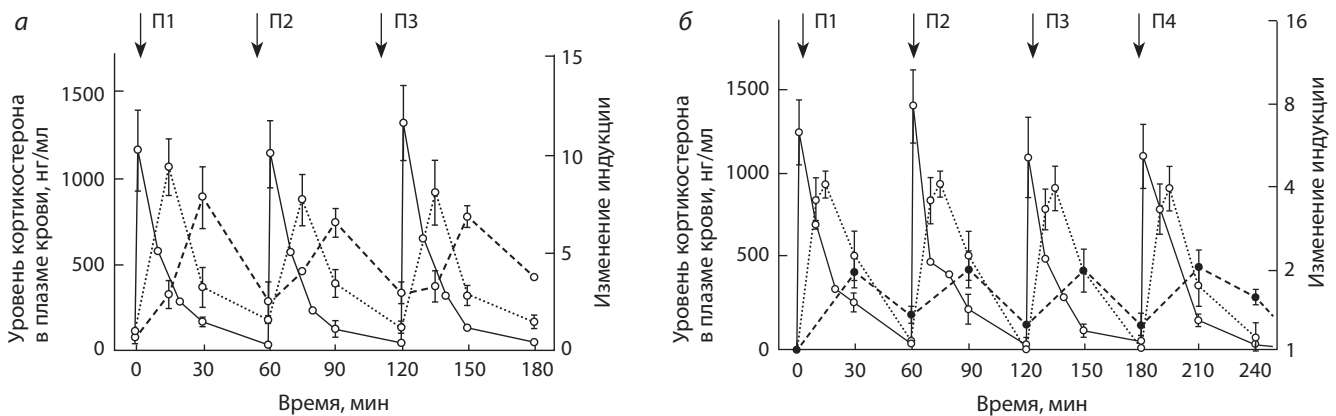 а
П1 П2 П3
Уровень кортикостерона
в плазме крови, нг/мл
1500
1000
500
0
15
10
5
0
Изменение индукции
0 30 60 90 120 150 180
Время, мин
б
П1 П2 П3 П4
Уровень кортикостерона
в плазме крови, нг/мл
1500
1000
500
0
16
8
4
2
1
Изменение индукции
0 30 60 90 120 150 180 210 240
Время, мин